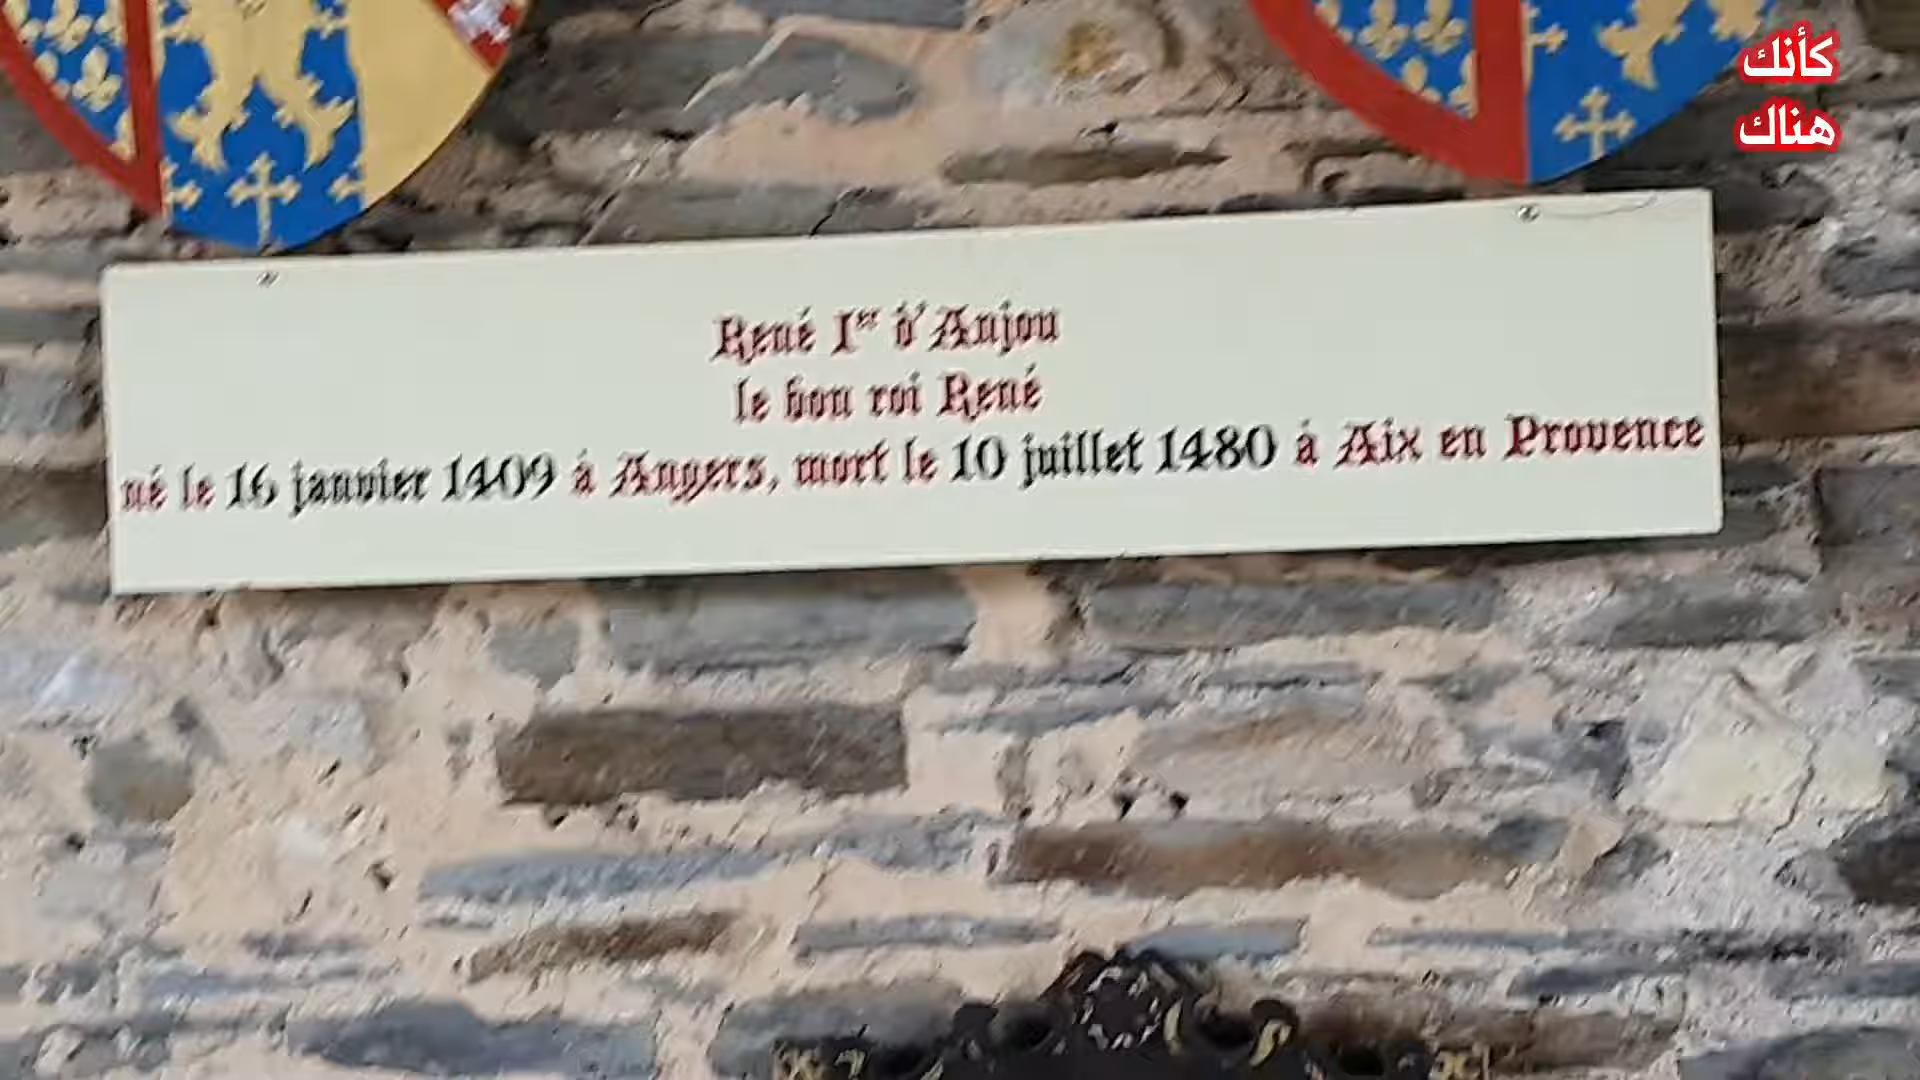 كأنك
هناك
René Iᵉʳ d'Anjou
le bon roi René
né le 16 janvier 1409 à Angers, mort le 10 juillet 1480 à Aix en Provence